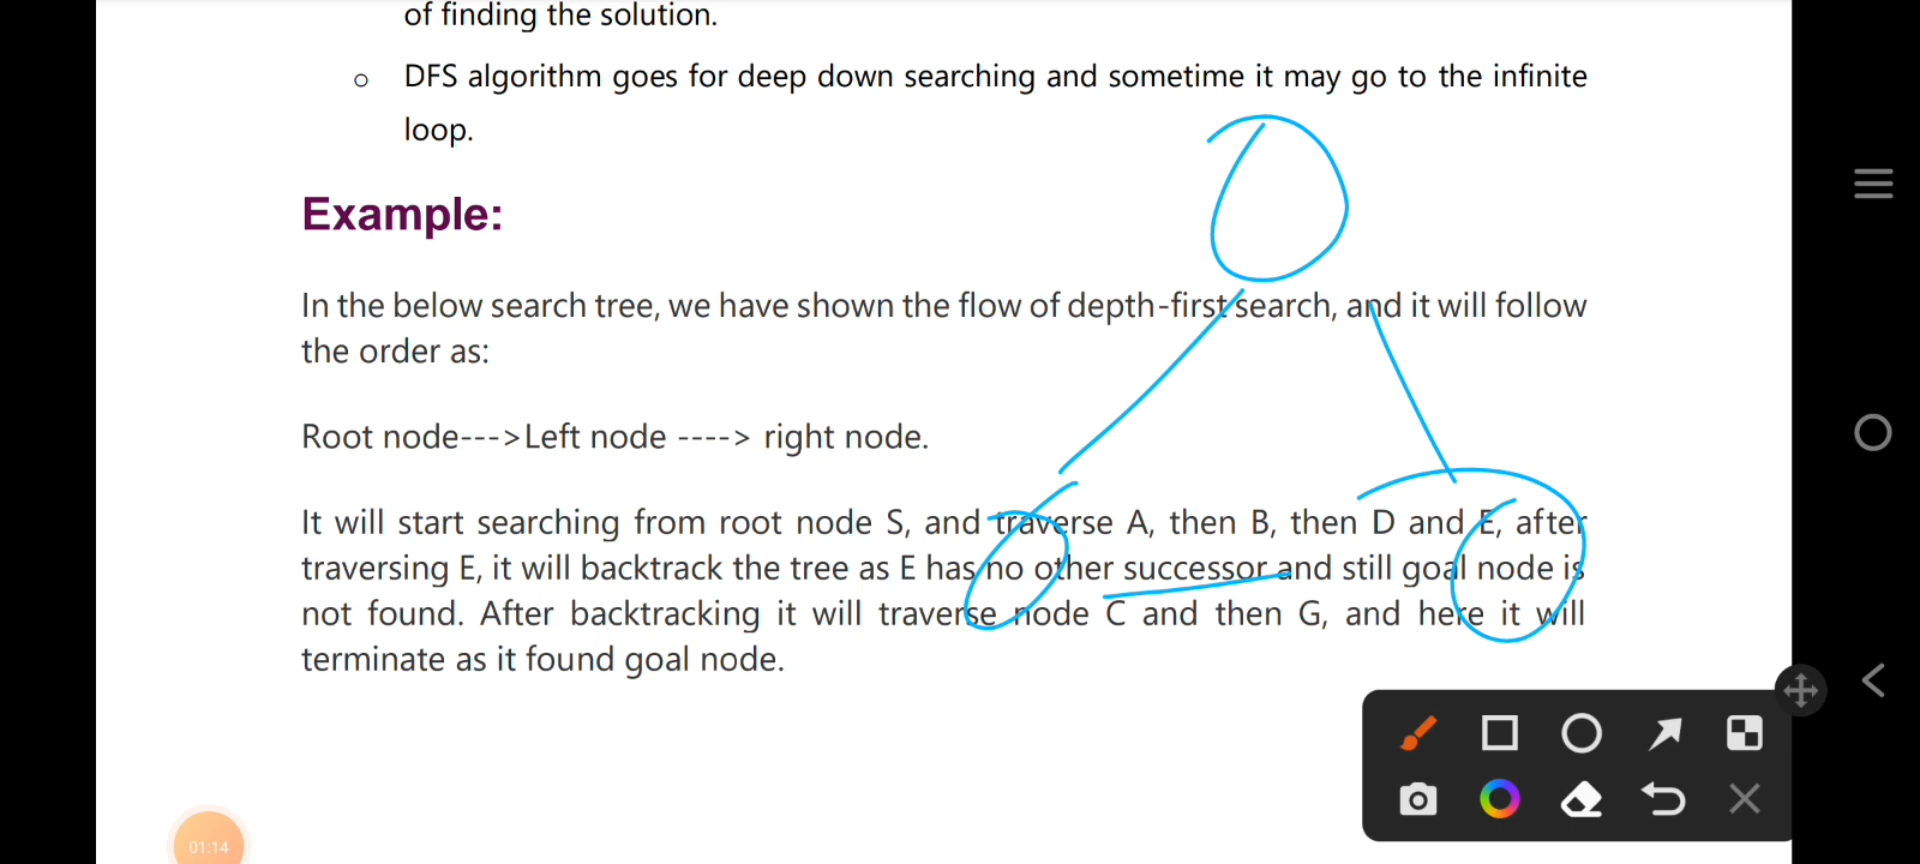 of finding the solution.
o DFS algorithm goes for deep down searching and sometime it may go to the infinite
loop.
Example:
In the below search tree, we have shown the flow of depth-first search, and it will follow
the order as:
Root node--->Left node ----> right node.
It will start searching from root node S, and traverse A, then B, then D and E, after
traversing E, it will backtrack the tree as E has no other successor and still goal node is
not found. After backtracking it will traverse node C and then G, and here it will
terminate as it found goal node.
01:14